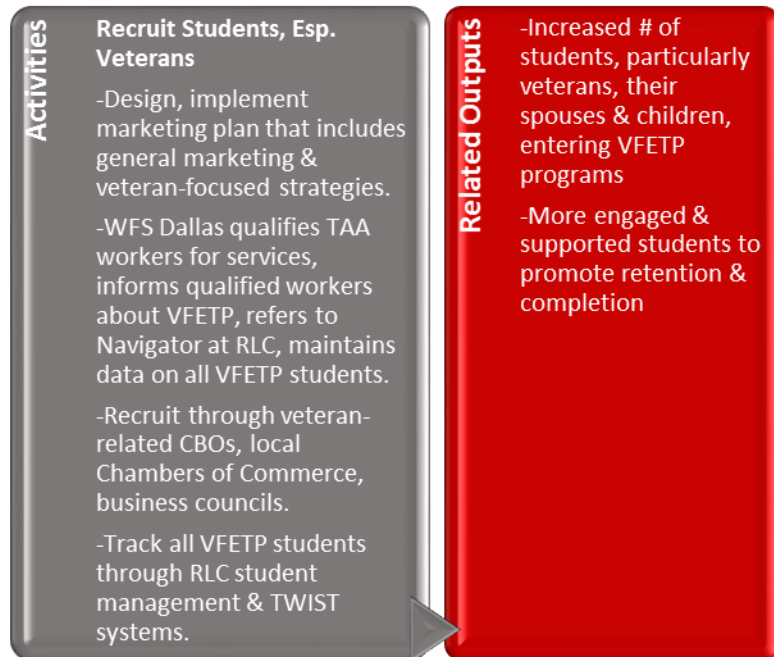 Activities
Recruit Students, Esp.
Veterans
-Design, implement
marketing plan that includes
general marketing &
veteran-focused strategies.
-WFS Dallas qualifies TAA
workers for services,
informs qualified workers
about VFETP, refers to
Navigator at RLC, maintains
data on all VFETP students.
-Recruit through veteran-
related CBOs, local
Chambers of Commerce,
business councils.
-Track all VFETP students
through RLC student
management & TWIST
systems.
Related Outputs
-Increased # of
students, particularly
veterans, their
spouses & children,
entering VFETP
programs
-More engaged &
supported students to
promote retention &
completion